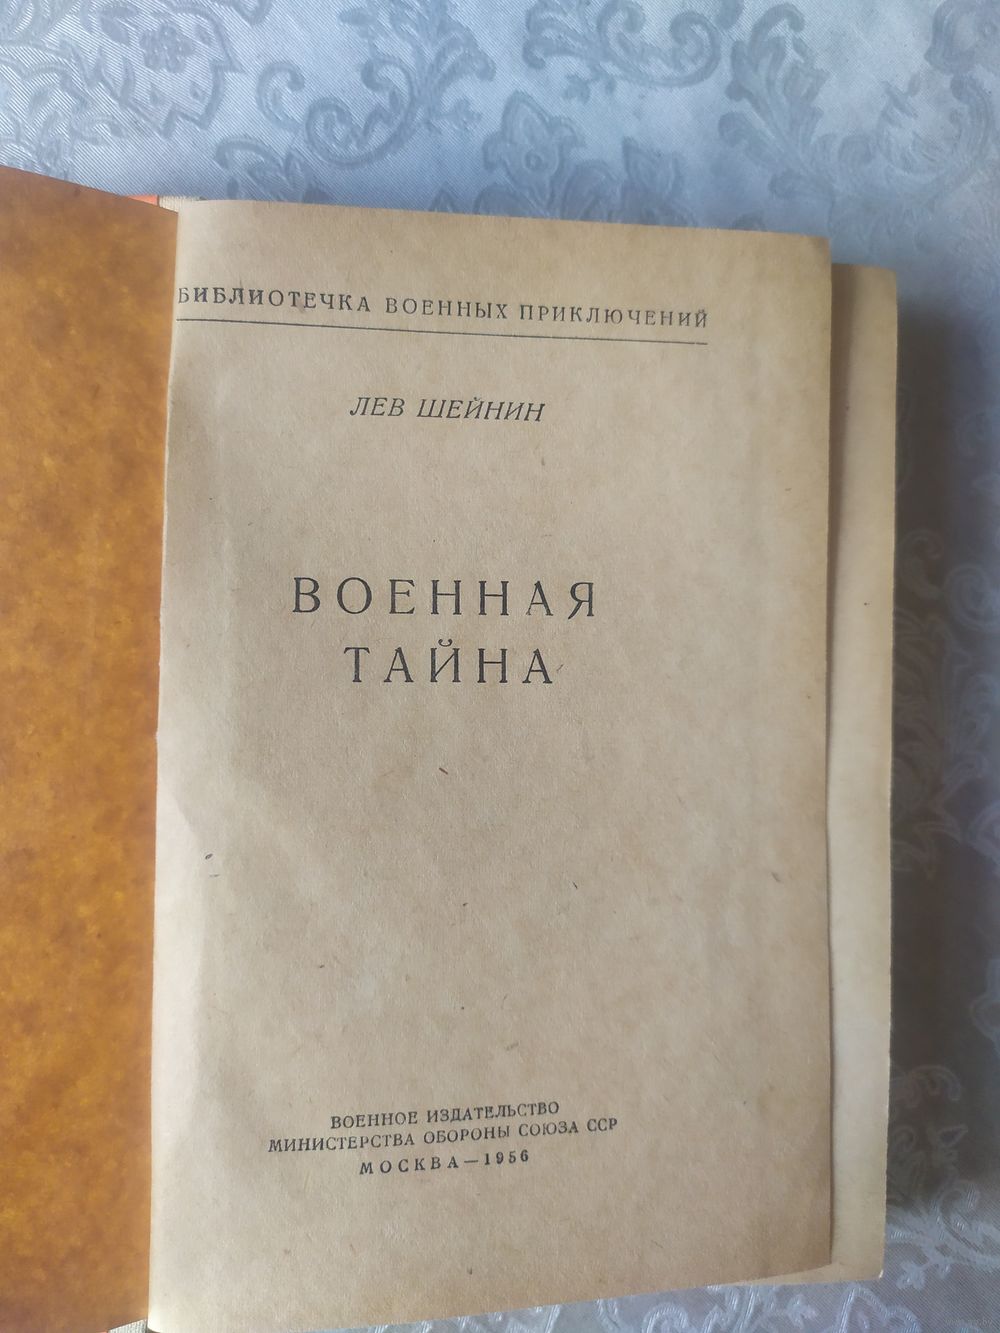 БИБЛИОТЕЧКА ВОЕННЫХ ПРИКЛЮЧЕНИЙ
ЛЕВ ШЕЙНИН
ВОЕННАЯ
ТАЙНА
ВОЕННОЕ ИЗДАТЕЛЬСТВО
МИНИСТЕРСТВА ОБОРОНЫ СОЮЗА ССР
МОСКВА—1956